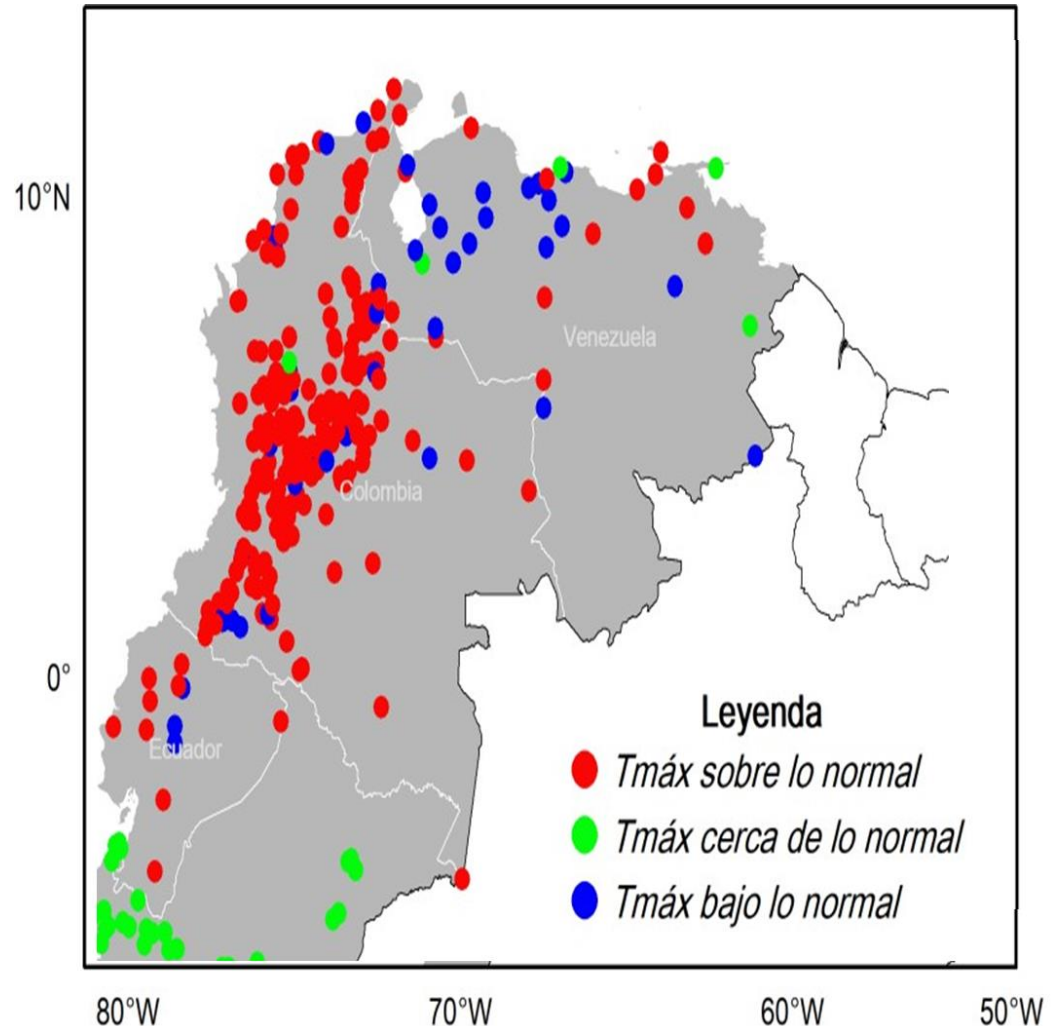 10°N
Venezuela
Colombia
0°
Ecuador
Leyenda
Tmáx sobre lo normal
Tmáx cerca de lo normal
Tmáx bajo lo normal
80°W
70°W
60°W
50°W